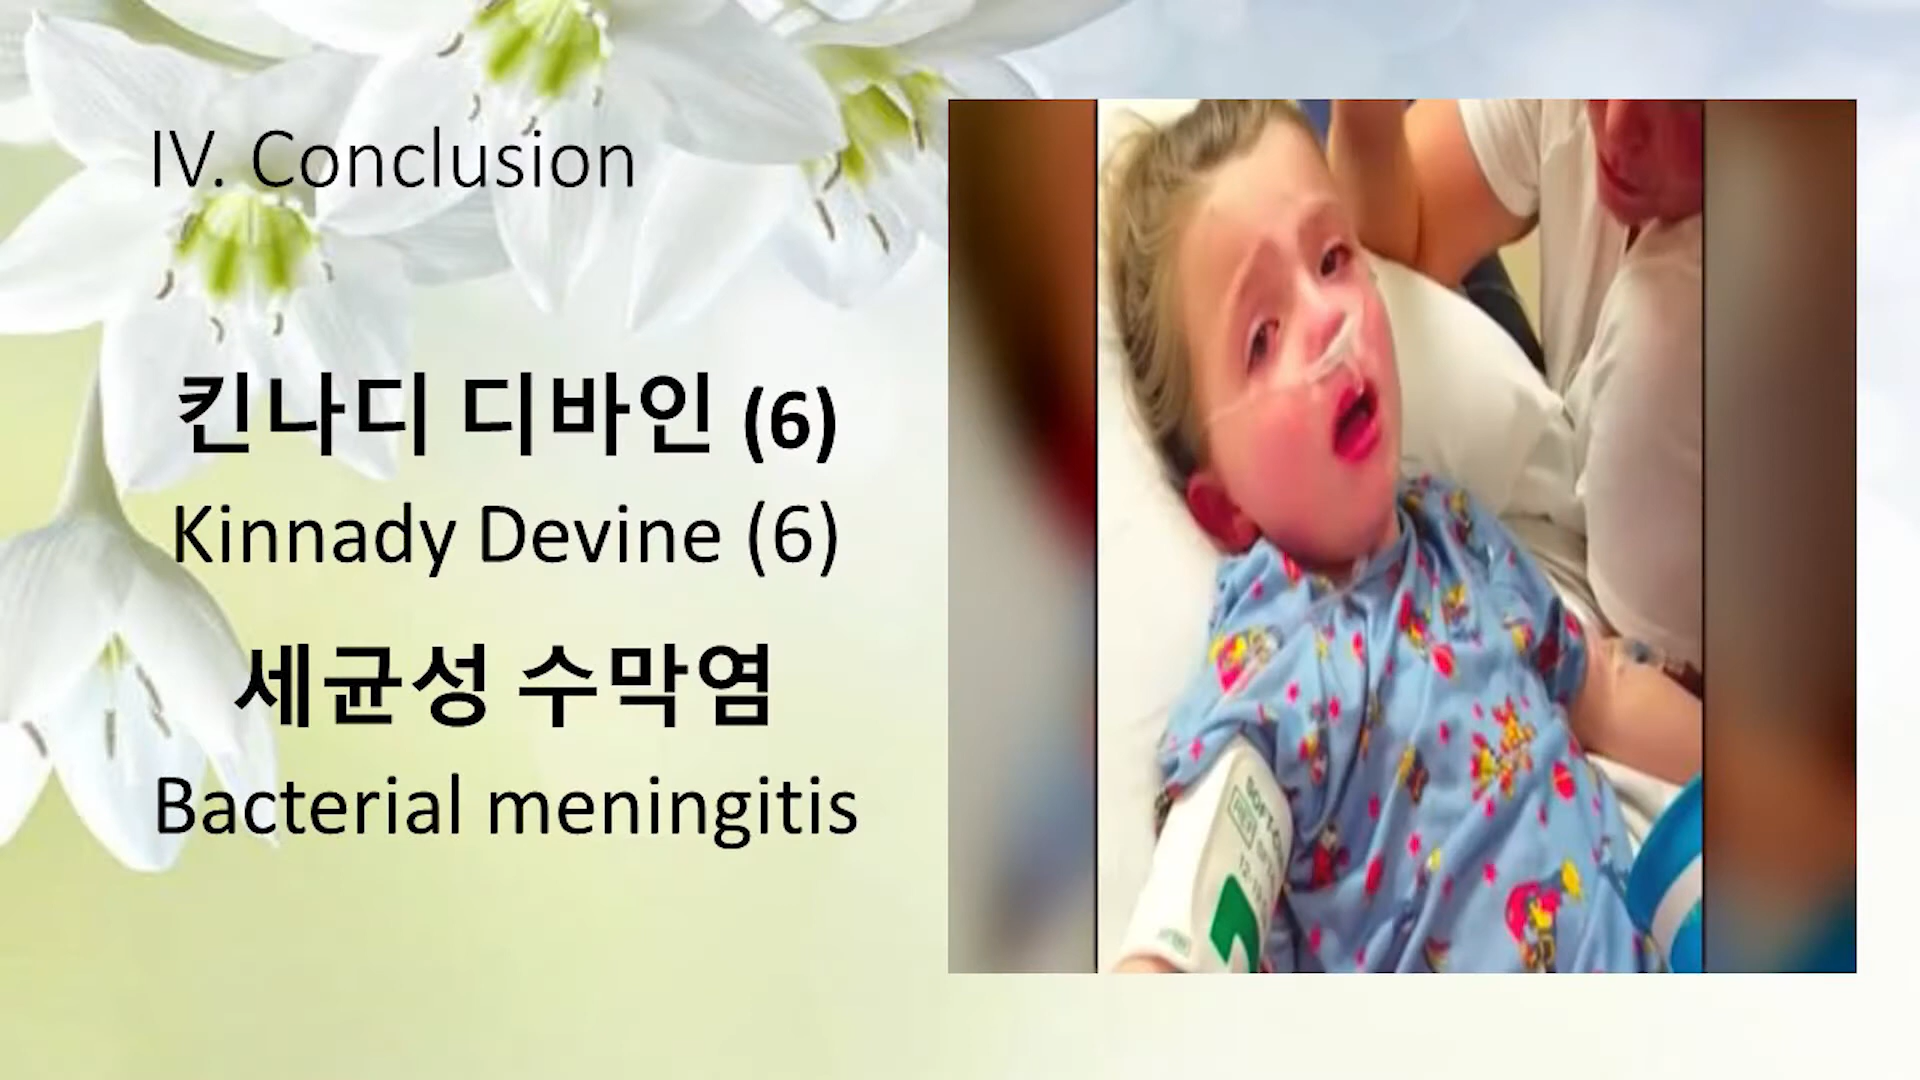 IV. Conclusion
킨나디 디바인 (6)
Kinnady Devine (6)
세균성 수막염
Bacterial meningitis